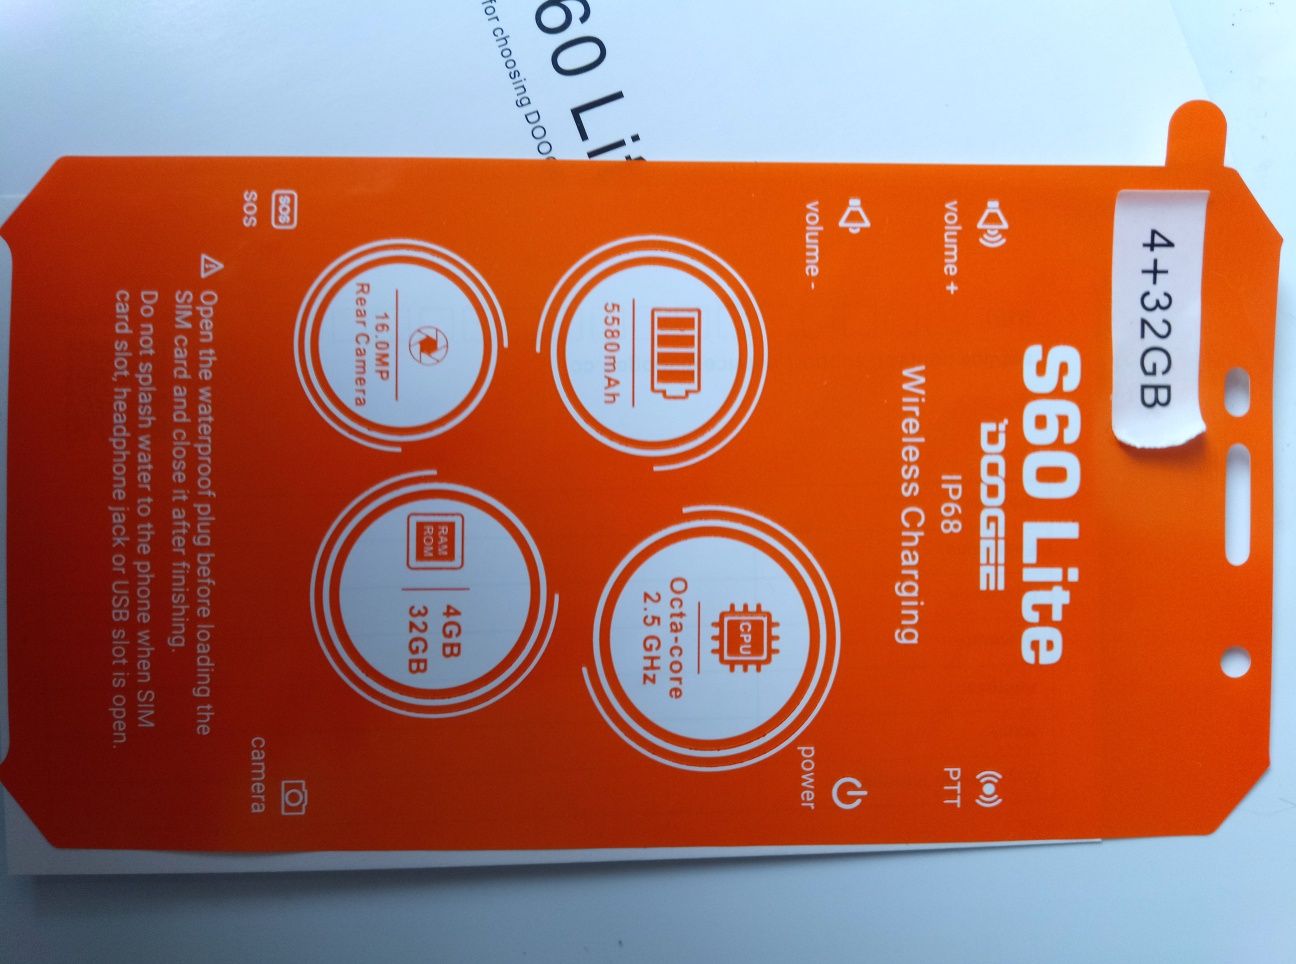 60 Li
for choosing DOO
4+32GB
S60 Lite
DOOGEE
IP68
Wireless Charging
volume +
volume -
PTT
power
CPU
Octa-core
2.5 GHz
5580mAh
RAM
ROM
4GB
32GB
16.0MP
Rear Camera
SOS
SOS
camera
Open the waterproof plug before loading the
SIM card and close it after finishing.
Do not splash water to the phone when SIM
card slot, headphone jack or USB slot is open.